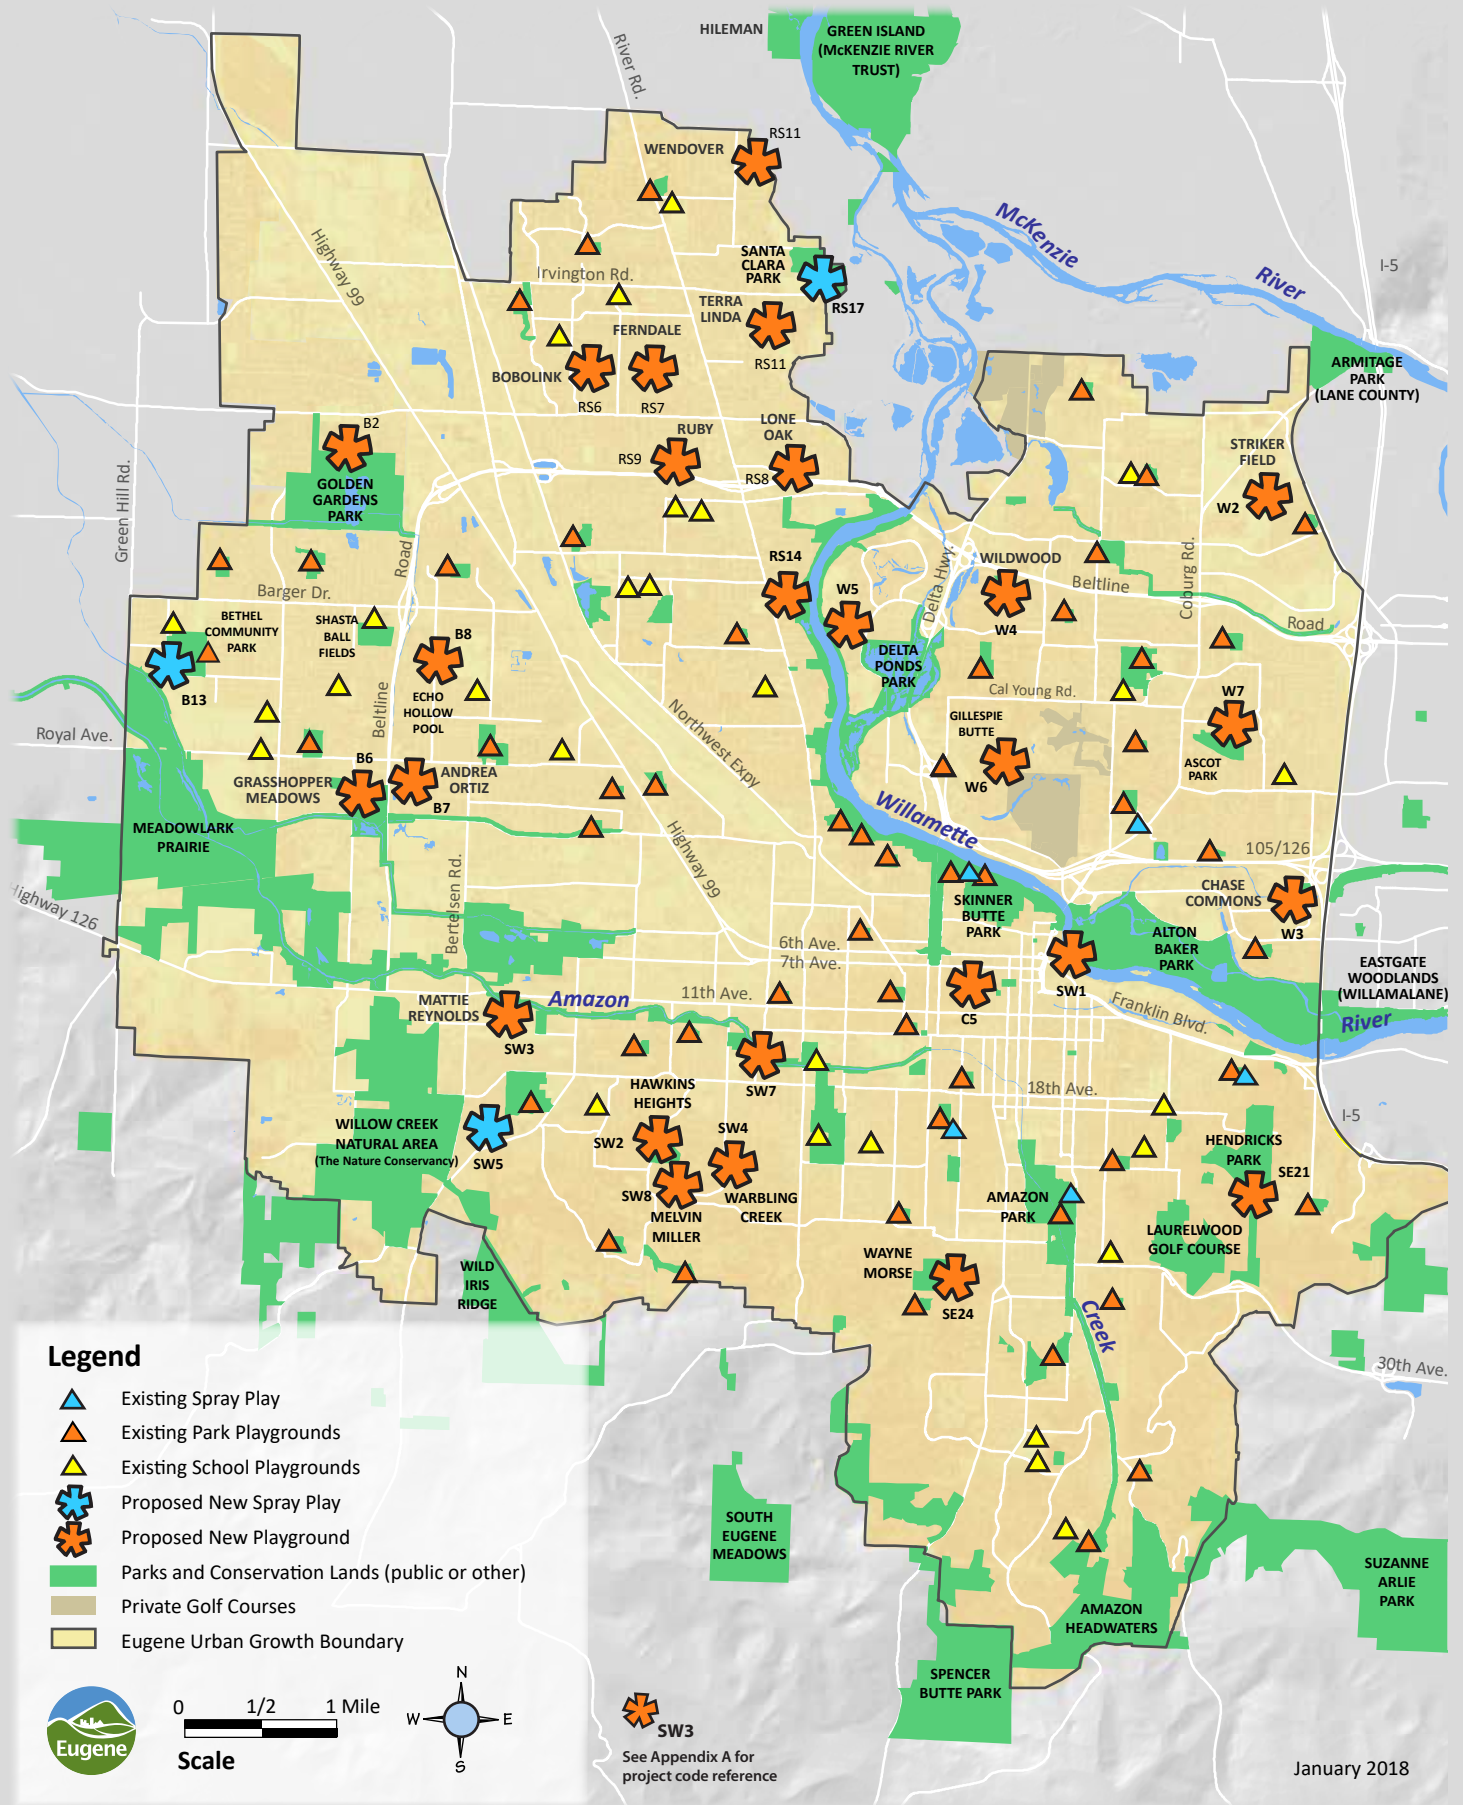 HILEMAN
GREEN ISLAND
(McKENZIE RIVER
TRUST)
River Rd.
RS11
WENDOVER
McKenzie
River
I-5
Highway 99
SANTA
CLARA
PARK
Irvington Rd.
RS17
TERRA
LINDA
FERNDALE
RS11
BOBOLINK
RS6
RS7
ARMITAGE
PARK
(LANE COUNTY)
B2
LONE
OAK
RUBY
RS9
RS8
STRIKER
FIELD
W2
GOLDEN
GARDENS
PARK
Green Hill Rd.
Road
RS14
Delta Hwy.
WILDWOOD
Beltline
Coburg Rd.
Road
Barger Dr.
W5
W4
BETHEL
COMMUNITY
PARK
SHASTA
BALL
FIELDS
B8
DELTA
PONDS
PARK
B13
ECHO
HOLLOW
POOL
Beltline
Cal Young Rd.
W7
GILLESPIE
BUTTE
Royal Ave.
Northwest Expy
ASCOT
PARK
W6
B6
ANDREA
ORTIZ
GRASSHOPPER
MEADOWS
B7
Willamette
MEADOWLARK
PRAIRIE
Highway 99
105/126
Highway 126
Bertelsen Rd.
CHASE
COMMONS
SKINNER
BUTTE
PARK
W3
6th Ave.
7th Ave.
ALTON
BAKER
PARK
EASTGATE
WOODLANDS
(WILLAMALANE)
SW1
MATTIE
REYNOLDS
Amazon
11th Ave.
C5
Franklin Blvd.
River
SW3
SW7
18th Ave.
HAWKINS
HEIGHTS
I-5
WILLOW CREEK
NATURAL AREA
(The Nature Conservancy)
SW5
SW2
SW4
HENDRICKS
PARK
SE21
SW8
WARBLING
CREEK
MELVIN
MILLER
AMAZON
PARK
LAURELWOOD
GOLF COURSE
WAYNE
MORSE
SE24
WILD
IRIS
RIDGE
Creek
30th Ave.
Legend
Existing Spray Play
Existing Park Playgrounds
Existing School Playgrounds
Proposed New Spray Play
Proposed New Playground
Parks and Conservation Lands (public or other)
Private Golf Courses
Eugene Urban Growth Boundary
SOUTH
EUGENE
MEADOWS
SUZANNE
ARLIE
PARK
AMAZON
HEADWATERS
SPENCER
BUTTE PARK
Eugene
0 1/2 1 Mile
Scale
N
W E
S
SW3
See Appendix A for
project code reference
January 2018